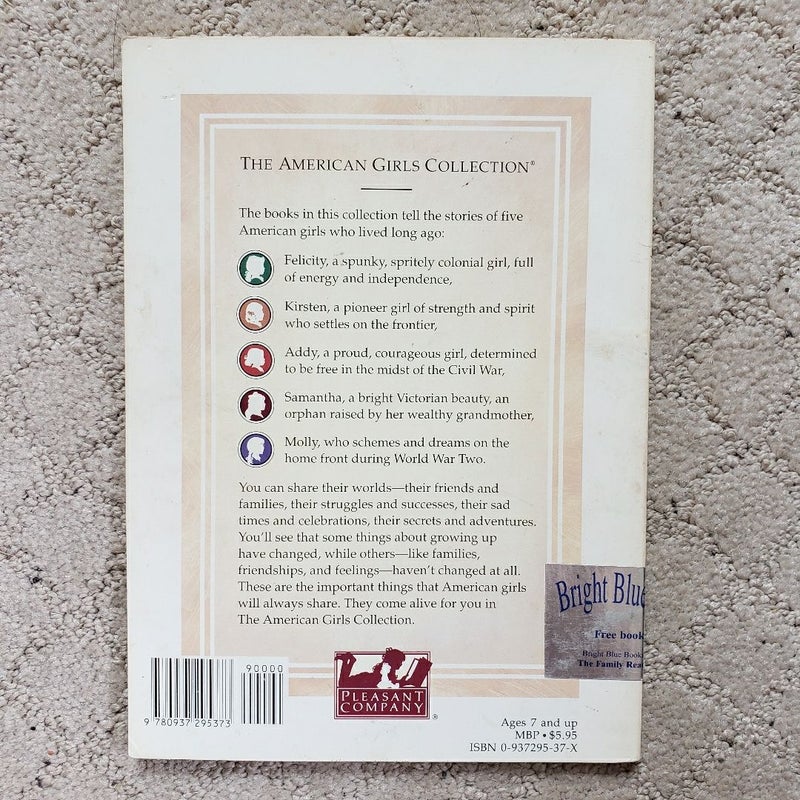 THE AMERICAN GIRLS COLLECTION®
The books in this collection tell the stories of five
American girls who lived long ago:
Felicity, a spunky, spritely colonial girl, full
of energy and independence,
Kirsten, a pioneer girl of strength and spirit
who settles on the frontier,
Addy, a proud, courageous girl, determined
to be free in the midst of the Civil War,
Samantha, a bright Victorian beauty, an
orphan raised by her wealthy grandmother,
Molly, who schemes and dreams on the
home front during World War Two.
You can share their worlds—their friends and
families, their struggles and successes, their sad
times and celebrations, their secrets and adventures.
You'll see that some things about growing up
have changed, while others—like families,
friendships, and feelings—haven't changed at all.
These are the important things that American girls
will always share. They come alive for you in
The American Girls Collection.
Bright Blue
Free book
Bright Blue Book
The Family Rea
90000
9 780937 295373
PLEASANT
COMPANY®
Ages 7 and up
MBP • $5.95
ISBN 0-937295-37-X